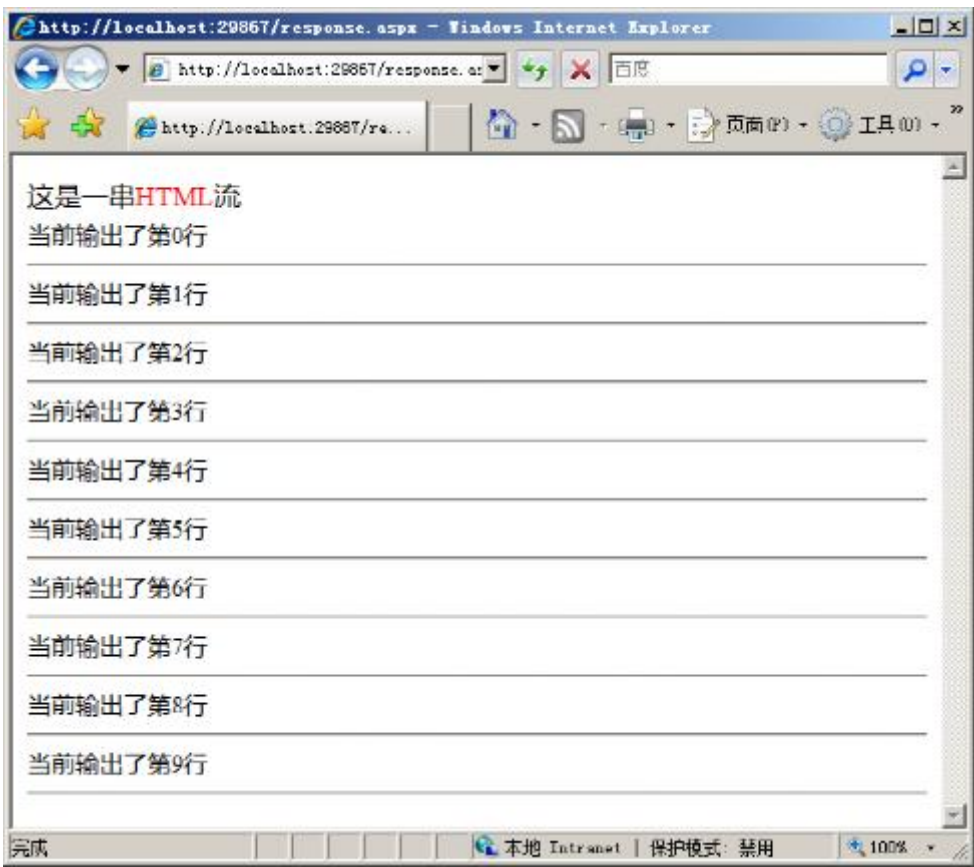 http://localhost:29867/response.aspx - Windows Internet Explorer
http://localhost:29867/response.as
百度
http://localhost:29867/re...
页面(P)
工具(O)
»
这是一串HTML流
当前输出了第0行
当前输出了第1行
当前输出了第2行
当前输出了第3行
当前输出了第4行
当前输出了第5行
当前输出了第6行
当前输出了第7行
当前输出了第8行
当前输出了第9行
完成
本地 Intranet | 保护模式: 禁用
100%